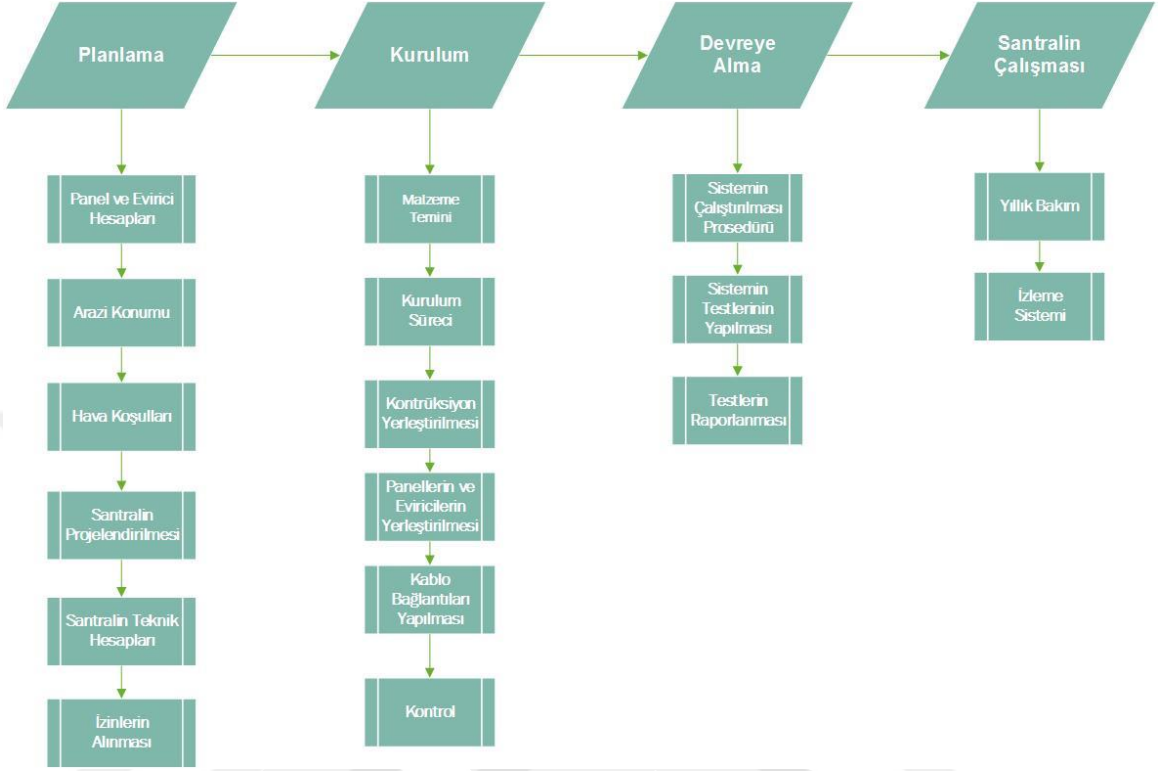 Planlama
Kurulum
Devreye
Alma
Santralin
Çalışması
Panel ve Evirici
Hesapları
Arazi Konumu
Hava Koşulları
Santralin
Projelendirilmesi
Santralin Teknik
Hesapları
İzinlerin
Alınması
Malzeme
Temini
Kurulum
Süreci
Kontrüksiyon
Yerleştirilmesi
Panellerin ve
Eviricilerin
Yerleştirilmesi
Kablo
Bağlantıları
Yapılması
Kontrol
Sistemin
Çalıştırılması
Prosedürü
Sistemin
Testlerinin
Yapılması
Testlerin
Raporlanması
Yıllık Bakım
İzleme
Sistemi